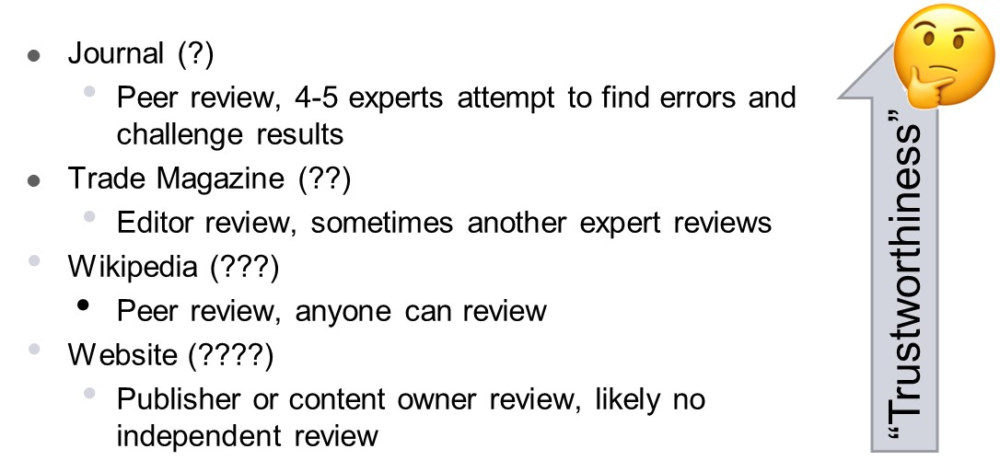 Journal (?)
Peer review, 4-5 experts attempt to find errors and
challenge results
Trade Magazine (??)
Editor review, sometimes another expert reviews
Wikipedia (???)
Peer review, anyone can review
Website (????)
Publisher or content owner review, likely no
independent review
“Trustworthiness”